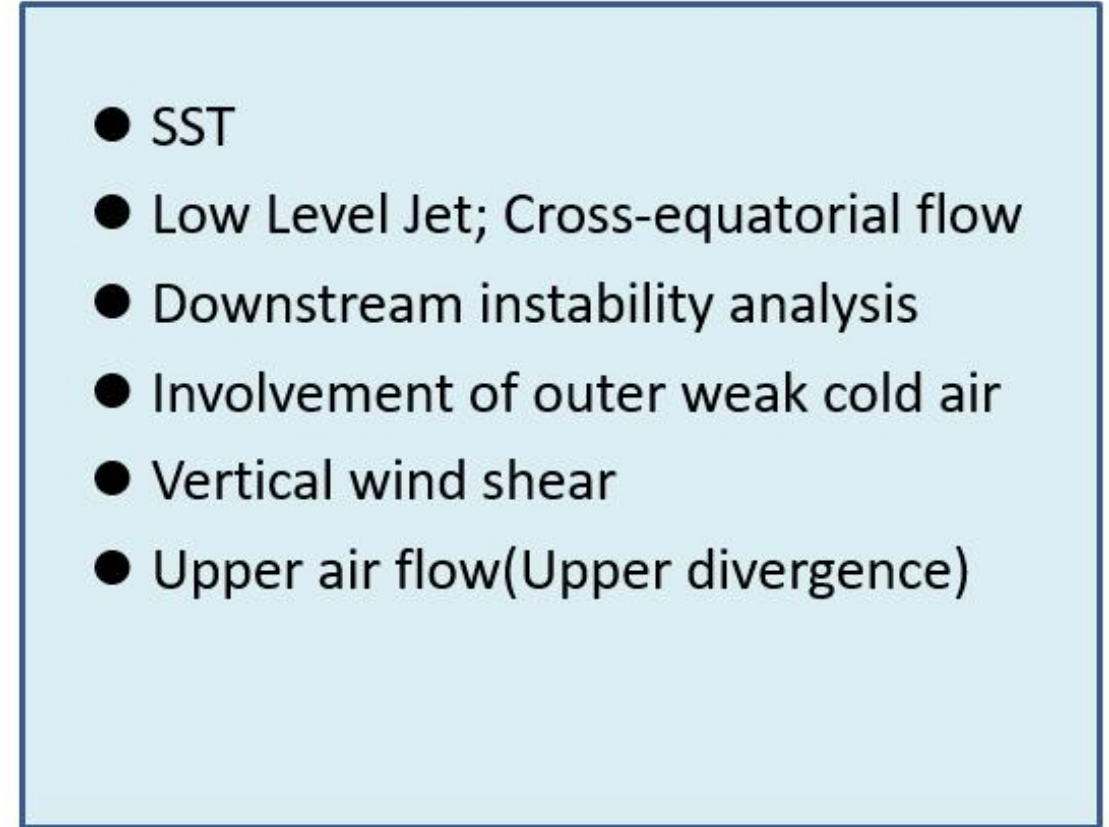 ● SST
● Low Level Jet; Cross-equatorial flow
● Downstream instability analysis
● Involvement of outer weak cold air
● Vertical wind shear
● Upper air flow(Upper divergence)